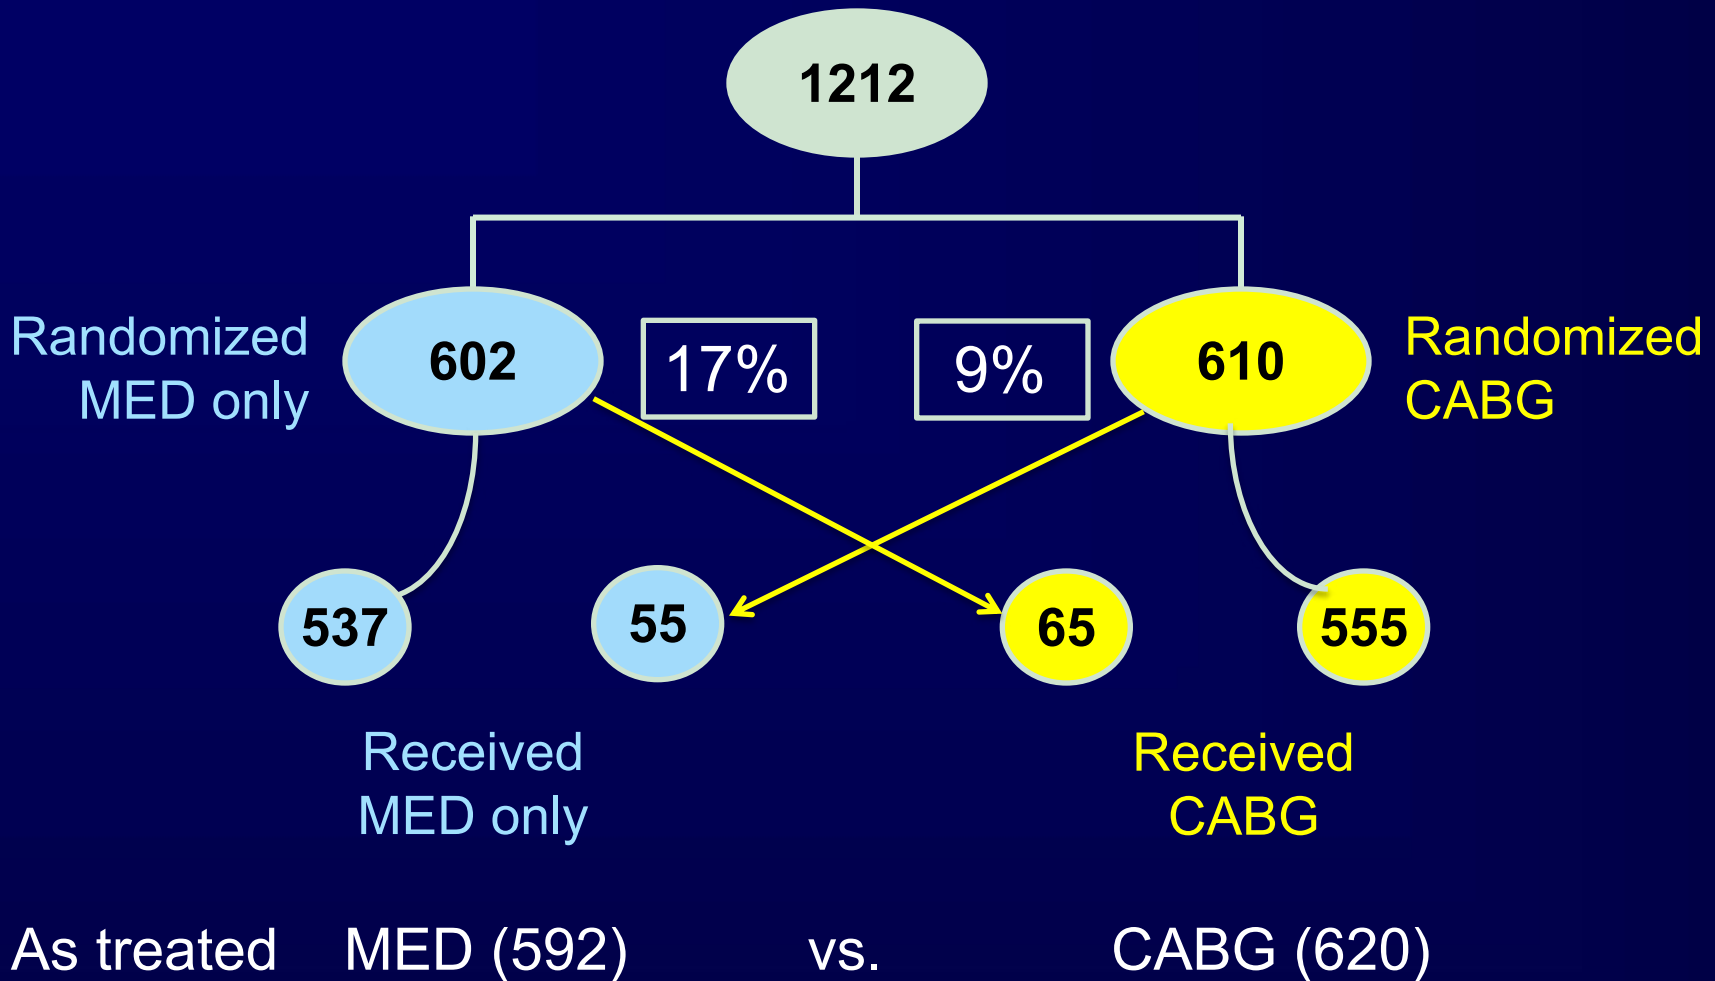 1212
Randomized
MED only
602
17%
9%
610
Randomized
CABG
537
55
65
555
Received
MED only
Received
CABG
As treated MED (592) vs. CABG (620)